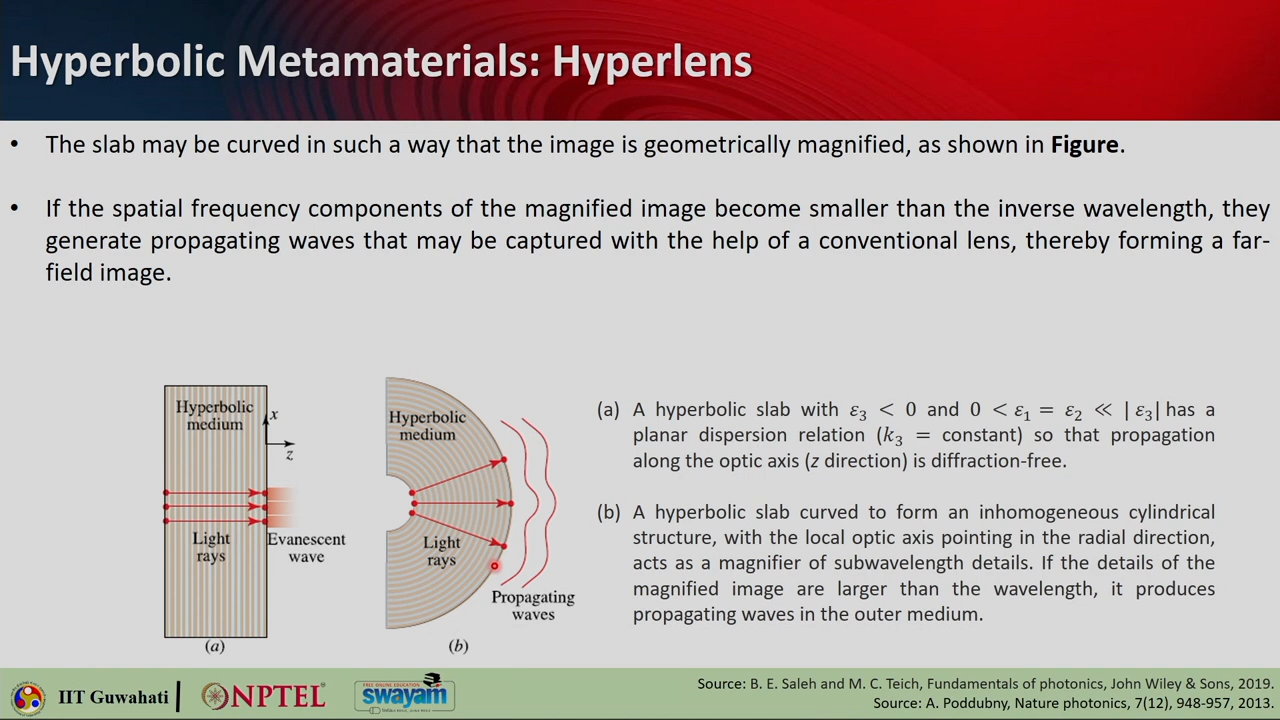 Hyperbolic Metamaterials: Hyperlens
• The slab may be curved in such a way that the image is geometrically magnified, as shown in Figure.
• If the spatial frequency components of the magnified image become smaller than the inverse wavelength, they
generate propagating waves that may be captured with the help of a conventional lens, thereby forming a far-
field image.
Hyperbolic
medium
x
z
Light
rays
Evanescent
wave
(a)
Hyperbolic
medium
Light
rays
Propagating
waves
(b)
(a) A hyperbolic slab with ε₃ < 0 and 0 < ε₁ = ε₂ ≪ |ε₃| has a
planar dispersion relation (k₃ = constant) so that propagation
along the optic axis (z direction) is diffraction-free.
(b) A hyperbolic slab curved to form an inhomogeneous cylindrical
structure, with the local optic axis pointing in the radial direction,
acts as a magnifier of subwavelength details. If the details of the
magnified image are larger than the wavelength, it produces
propagating waves in the outer medium.
IIT Guwahati
NPTEL
FREE ONLINE EDUCATION
swayam
Source: B. E. Saleh and M. C. Teich, Fundamentals of photonics. John Wiley & Sons, 2019.
Source: A. Poddubny, Nature photonics, 7(12), 948-957, 2013.